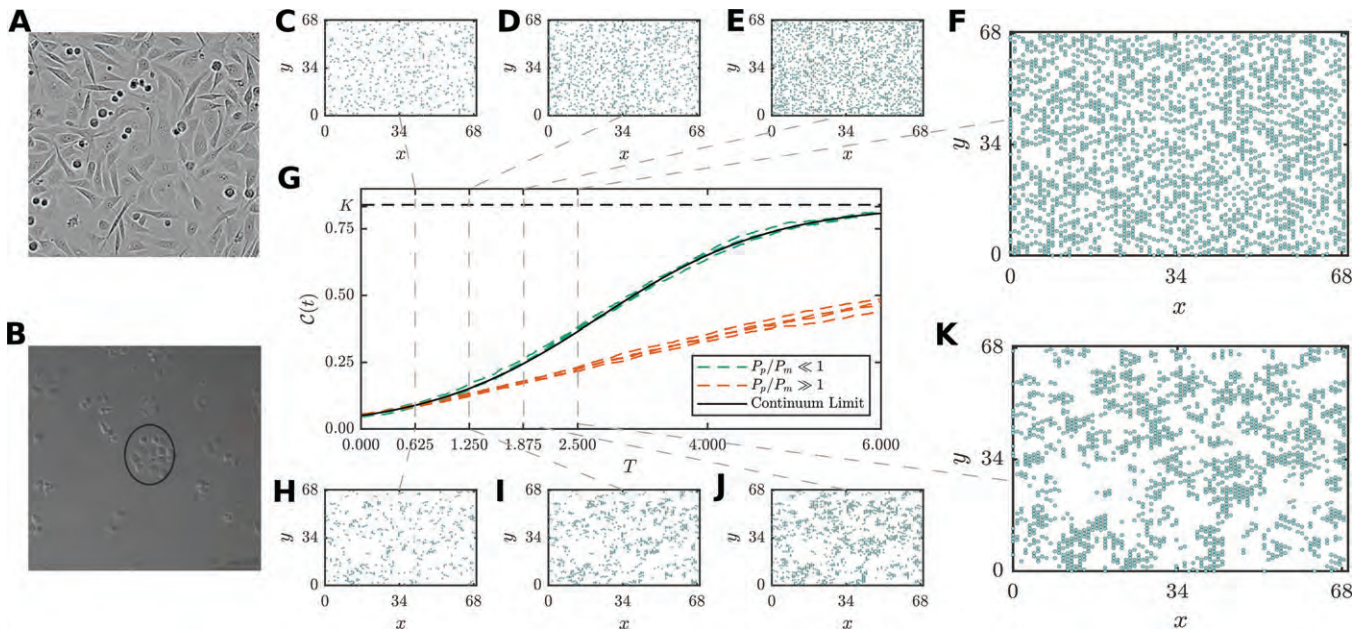 A
C
68
34
y
0
0 34 68
x
D
68
34
y
0
0 34 68
x
E
68
34
y
0
0 34 68
x
F
68
34
y
0
0 34 68
x
G
K
0.75
0.50
0.25
0.00
C(t)
0.000 0.625 1.250 1.875 2.500 4.000 6.000
T
P_p/P_m ≪ 1
P_p/P_m ≫ 1
Continuum Limit
B
H
68
34
y
0
0 34 68
x
I
68
34
y
0
0 34 68
x
J
68
34
y
0
0 34 68
x
K
68
34
y
0
0 34 68
x